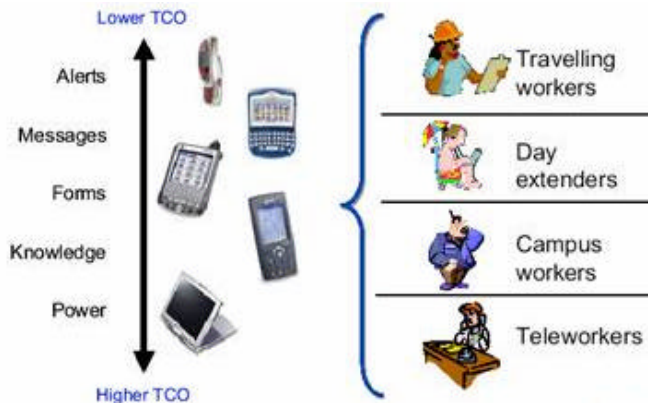 Lower TCO
Alerts
Messages
Forms
Knowledge
Power
Higher TCO
Travelling
workers
Day
extenders
Campus
workers
Teleworkers